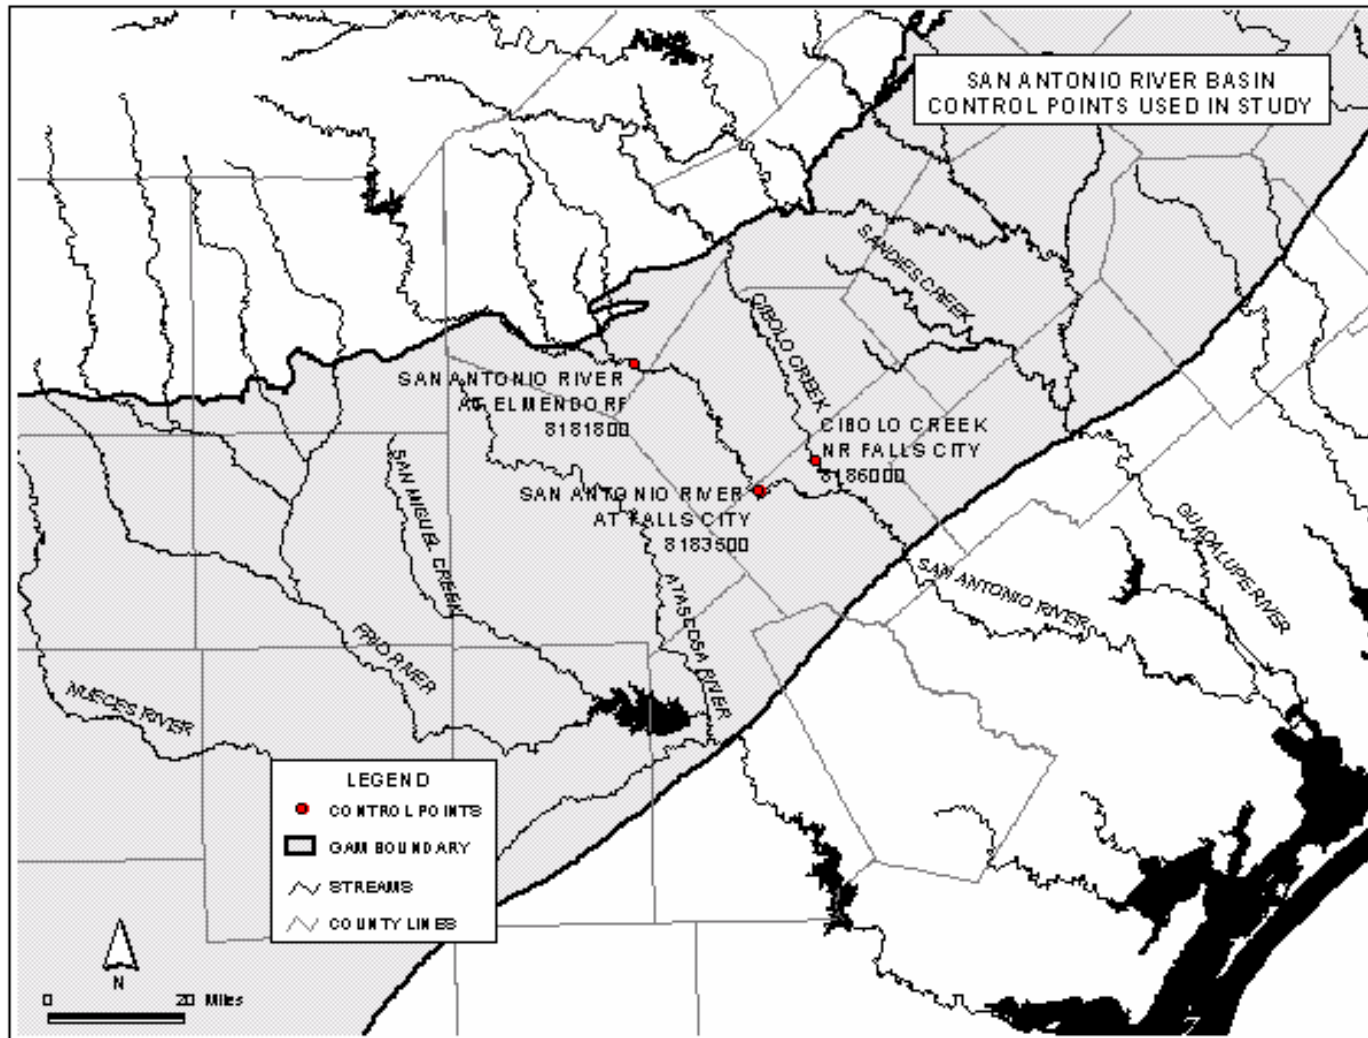 SAN ANTONIO RIVER BASIN
CONTROL POINTS USED IN STUDY
SANDIES CREEK
CIBOLO CREEK
SAN ANTONIO RIVER
AT ELMENDORF
8181800
CIBOLO CREEK
NR FALLS CITY
8186000
SAN ANTONIO RIVER
AT FALLS CITY
8183500
SAN MIGUEL CREEK
ATASCOSA RIVER
GUADALUPE RIVER
SAN ANTONIO RIVER
FRIO RIVER
NUECES RIVER
LEGEND
CONTROL POINTS
GAM BOUNDARY
STREAMS
COUNTY LINES
N
0 20 Miles